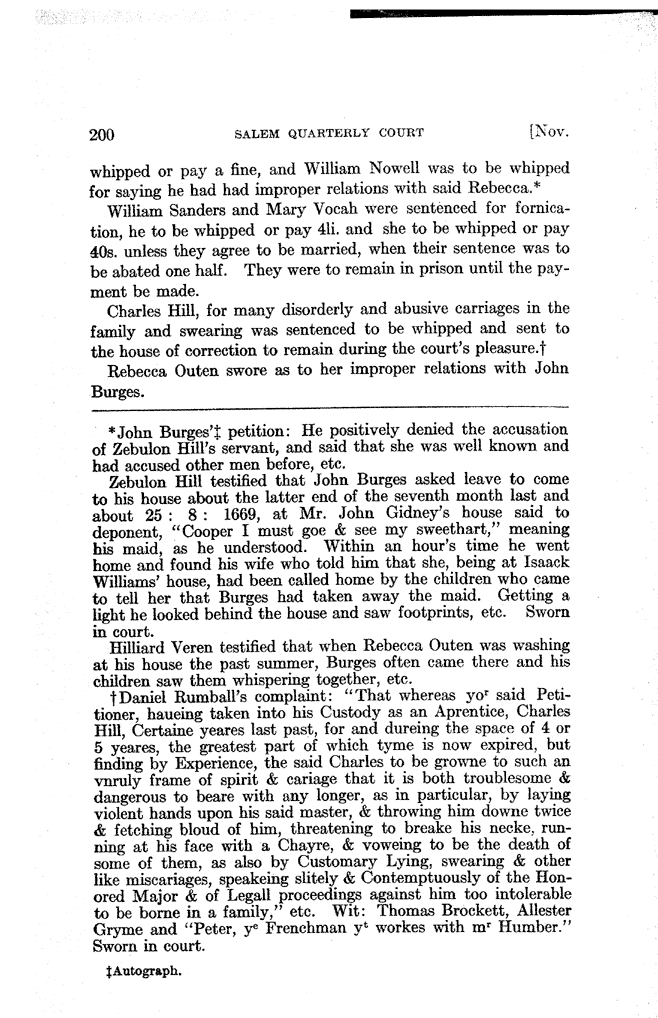 200 SALEM QUARTERLY COURT [Nov.
whipped or pay a fine, and William Nowell was to be whipped
for saying he had had improper relations with said Rebecca.*
William Sanders and Mary Vocah were sentenced for fornica-
tion, he to be whipped or pay 4li. and she to be whipped or pay
40s. unless they agree to be married, when their sentence was to
be abated one half. They were to remain in prison until the pay-
ment be made.
Charles Hill, for many disorderly and abusive carriages in the
family and swearing was sentenced to be whipped and sent to
the house of correction to remain during the court's pleasure.†
Rebecca Outen swore as to her improper relations with John
Burges.
*John Burges'‡ petition: He positively denied the accusation
of Zebulon Hill's servant, and said that she was well known and
had accused other men before, etc.
Zebulon Hill testified that John Burges asked leave to come
to his house about the latter end of the seventh month last and
about 25 : 8 : 1669, at Mr. John Gidney's house said to
deponent, "Cooper I must goe & see my sweethart," meaning
his maid, as he understood. Within an hour's time he went
home and found his wife who told him that she, being at Isaack
Williams' house, had been called home by the children who came
to tell her that Burges had taken away the maid. Getting a
light he looked behind the house and saw footprints, etc. Sworn
in court.
Hilliard Veren testified that when Rebecca Outen was washing
at his house the past summer, Burges often came there and his
children saw them whispering together, etc.
†Daniel Rumball's complaint: "That whereas yoʳ said Peti-
tioner, haueing taken into his Custody as an Aprentice, Charles
Hill, Certaine yeares last past, for and dureing the space of 4 or
5 yeares, the greatest part of which tyme is now expired, but
finding by Experience, the said Charles to be growne to such an
vnruly frame of spirit & cariage that it is both troublesome &
dangerous to beare with any longer, as in particular, by laying
violent hands upon his said master, & throwing him downe twice
& fetching bloud of him, threatening to breake his necke, run-
ning at his face with a Chayre, & voweing to be the death of
some of them, as also by Customary Lying, swearing & other
like miscariages, speakeing slitely & Contemptuously of the Hon-
ored Major & of Legall proceedings against him too intolerable
to be borne in a family," etc. Wit: Thomas Brockett, Allester
Gryme and "Peter, yᵉ Frenchman yᵗ workes with mʳ Humber."
Sworn in court.
‡Autograph.